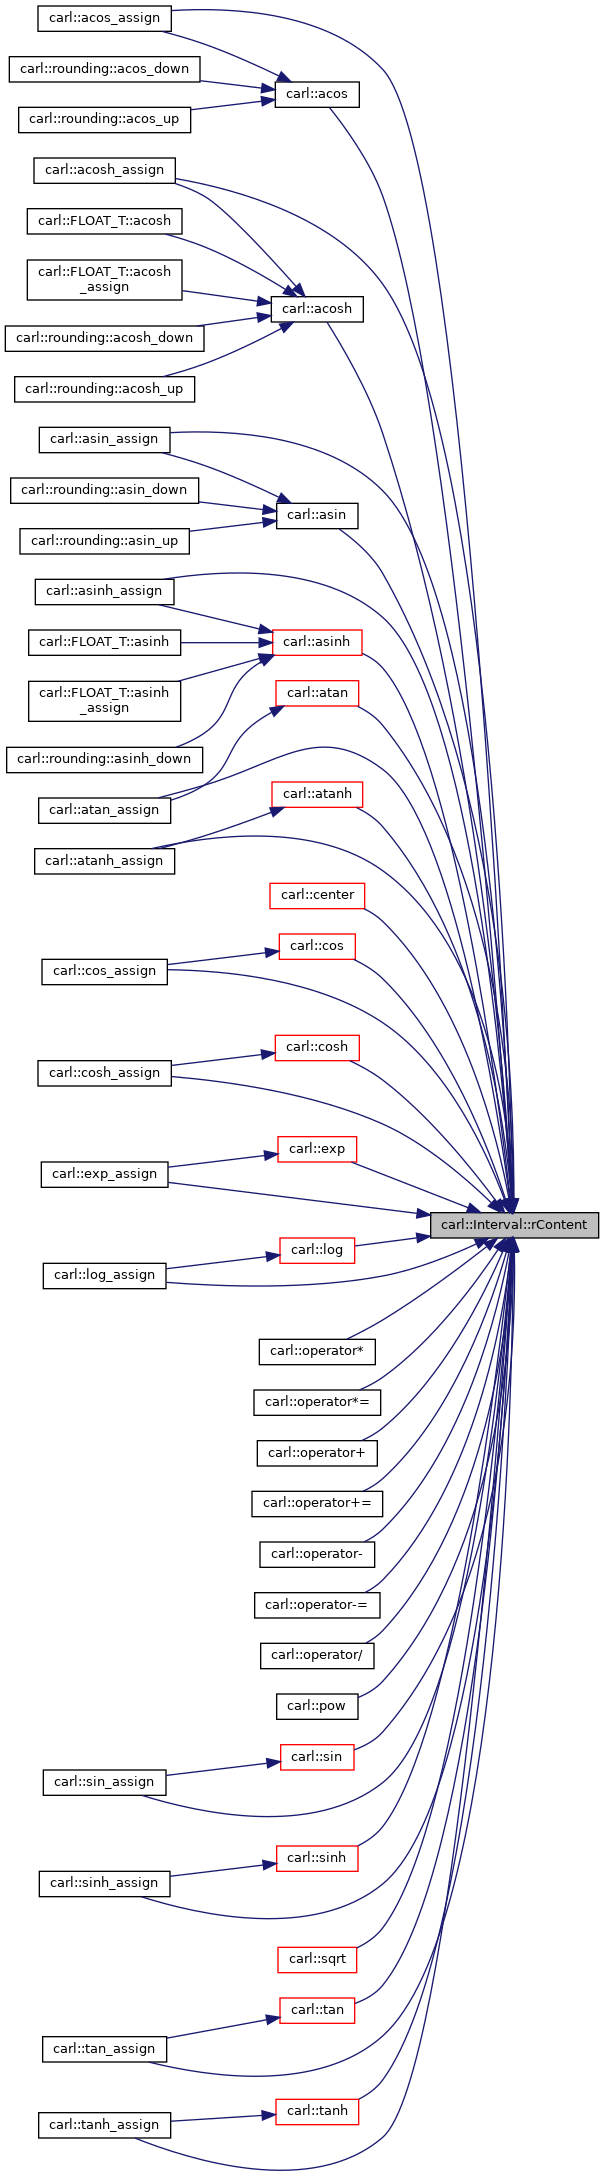 carl::acos_assign
carl::rounding::acos_down
carl::acos
carl::rounding::acos_up
carl::acosh_assign
carl::FLOAT_T::acosh
carl::FLOAT_T::acosh
_assign
carl::acosh
carl::rounding::acosh_down
carl::rounding::acosh_up
carl::asin_assign
carl::rounding::asin_down
carl::asin
carl::rounding::asin_up
carl::asinh_assign
carl::FLOAT_T::asinh
carl::asinh
carl::FLOAT_T::asinh
_assign
carl::atan
carl::rounding::asinh_down
carl::atanh
carl::atan_assign
carl::atanh_assign
carl::center
carl::cos
carl::cos_assign
carl::cosh
carl::cosh_assign
carl::exp
carl::exp_assign
carl::Interval::rContent
carl::log
carl::log_assign
carl::operator*
carl::operator*=
carl::operator+
carl::operator+=
carl::operator-
carl::operator-=
carl::operator/
carl::pow
carl::sin
carl::sin_assign
carl::sinh
carl::sinh_assign
carl::sqrt
carl::tan
carl::tan_assign
carl::tanh
carl::tanh_assign